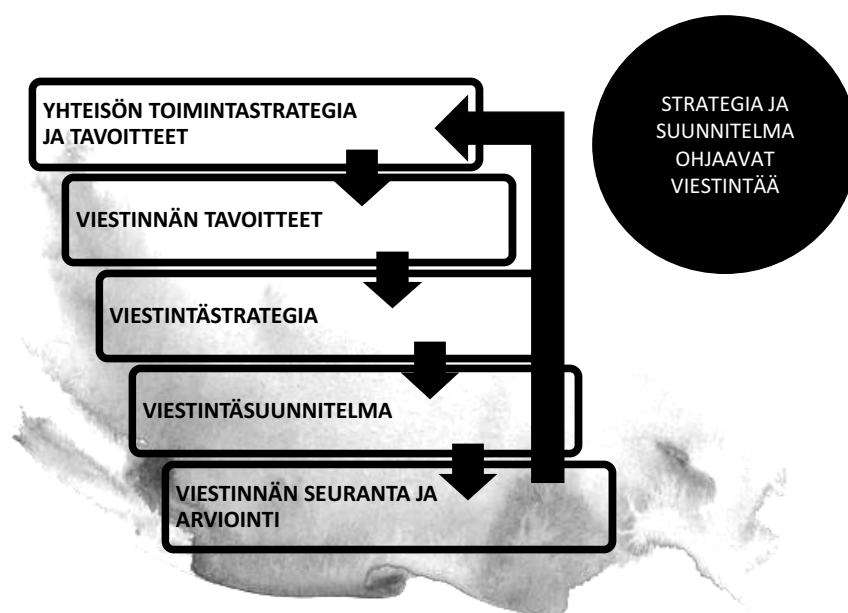 YHTEISÖN TOIMINTASTRATEGIA
JA TAVOITTEET
VIESTINNÄN TAVOITTEET
VIESTINTÄSTRATEGIA
VIESTINTÄSUUNNITELMA
VIESTINNÄN SEURANTA JA
ARVIOINTI
STRATEGIA JA
SUUNNITELMA
OHJAAVAT
VIESTINTÄÄ